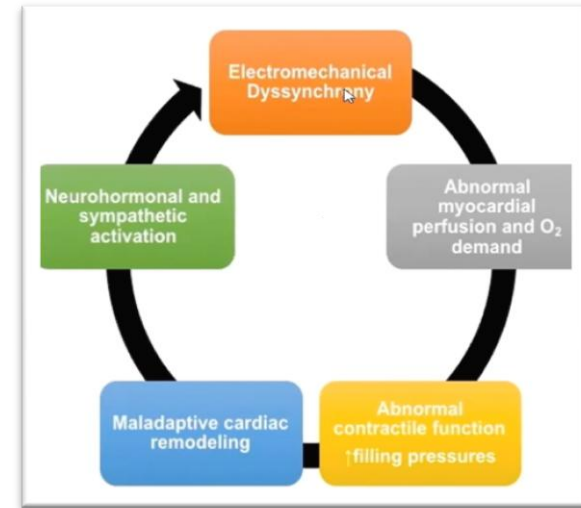 Electromechanical
Dyssynchrony
Abnormal
myocardial
perfusion and O₂
demand
Abnormal
contractile function
↑filling pressures
Maladaptive cardiac
remodeling
Neurohormonal and
sympathetic
activation